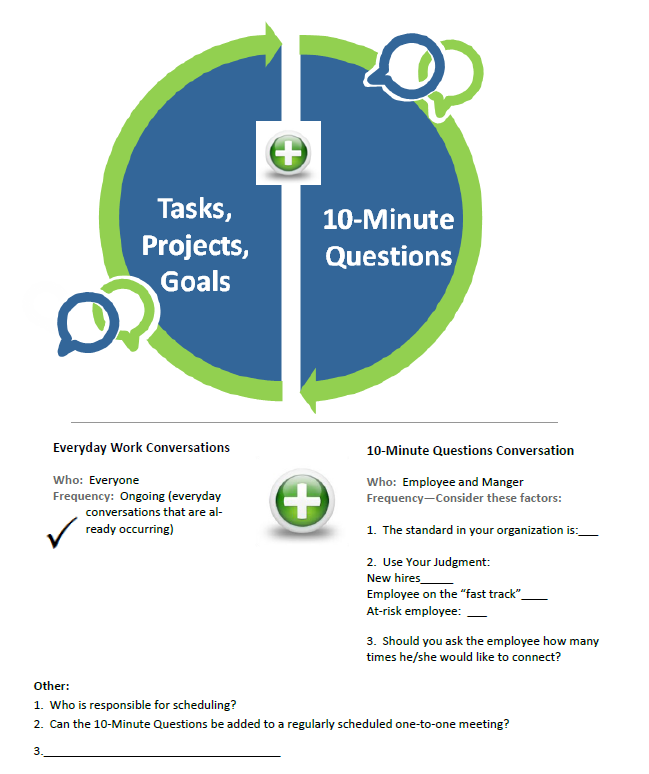 Tasks,
Projects,
Goals
10-Minute
Questions
Everyday Work Conversations
Who:  Everyone
Frequency:  Ongoing (everyday
conversations that are al-
ready occurring)
10-Minute Questions Conversation
Who:  Employee and Manger
Frequency—Consider these factors:
1.  The standard in your organization is:___
2.  Use Your Judgment:
New hires_____
Employee on the “fast track”____
At-risk employee:  ___
3.  Should you ask the employee how many
times he/she would like to connect?
Other:
1.  Who is responsible for scheduling?
2.  Can the 10-Minute Questions be added to a regularly scheduled one-to-one meeting?
3.____________________________________